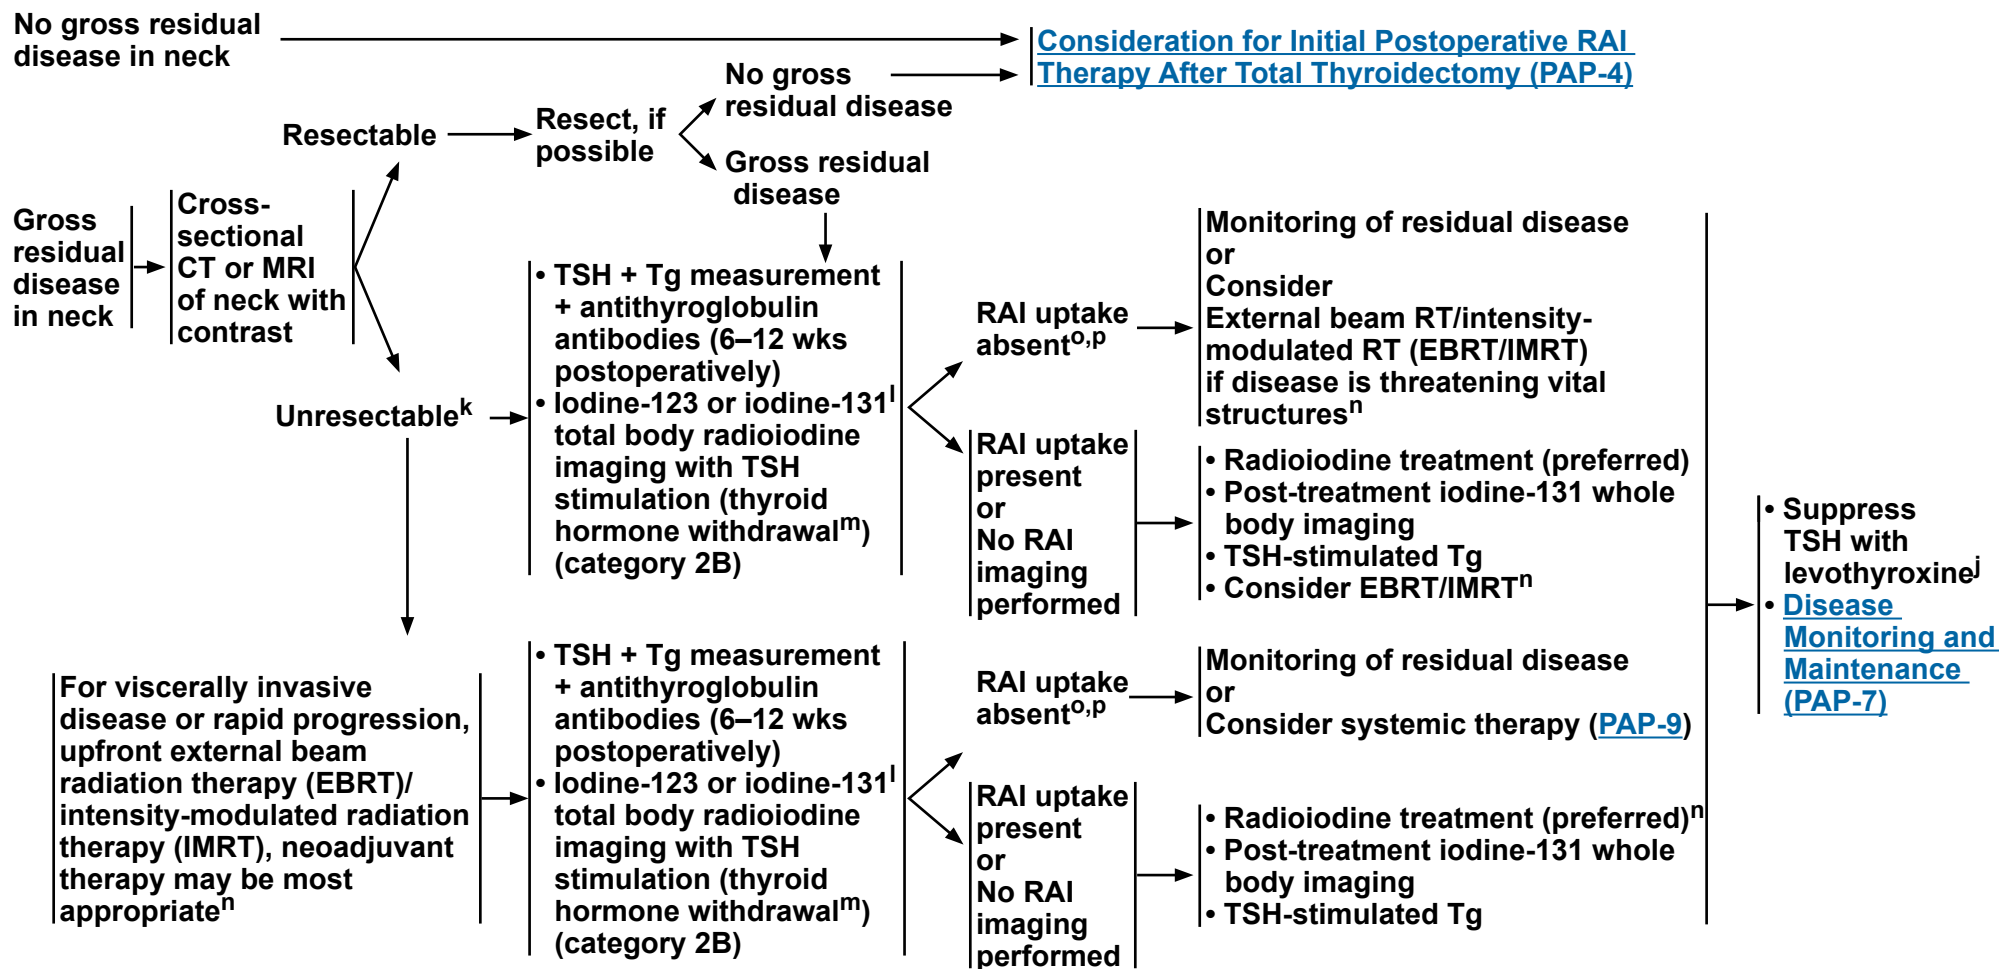 No gross residual
disease in neck
Consideration for Initial Postoperative RAI
Therapy After Total Thyroidectomy (PAP-4)
No gross
residual disease
Resectable
Resect, if
possible
Gross residual
disease
Gross
residual
disease
in neck
Cross-
sectional
CT or MRI
of neck with
contrast
Unresectablek
• TSH + Tg measurement
+ antithyroglobulin
antibodies (6–12 wks
postoperatively)
• Iodine-123 or iodine-131l
total body radioiodine
imaging with TSH
stimulation (thyroid
hormone withdrawalm)
(category 2B)
RAI uptake
absento,p
Monitoring of residual disease
or
Consider
External beam RT/intensity-
modulated RT (EBRT/IMRT)
if disease is threatening vital
structuresn
RAI uptake
present
or
No RAI
imaging
performed
• Radioiodine treatment (preferred)
• Post-treatment iodine-131 whole
body imaging
• TSH-stimulated Tg
• Consider EBRT/IMRTn
For viscerally invasive
disease or rapid progression,
upfront external beam
radiation therapy (EBRT)/
intensity-modulated radiation
therapy (IMRT), neoadjuvant
therapy may be most
appropriaten
• TSH + Tg measurement
+ antithyroglobulin
antibodies (6–12 wks
postoperatively)
• Iodine-123 or iodine-131l
total body radioiodine
imaging with TSH
stimulation (thyroid
hormone withdrawalm)
(category 2B)
RAI uptake
absento,p
Monitoring of residual disease
or
Consider systemic therapy (PAP-9)
RAI uptake
present
or
No RAI
imaging
performed
• Radioiodine treatment (preferred)n
• Post-treatment iodine-131 whole
body imaging
• TSH-stimulated Tg
• Suppress
TSH with
levothyroxinej
• Disease
Monitoring and
Maintenance
(PAP-7)